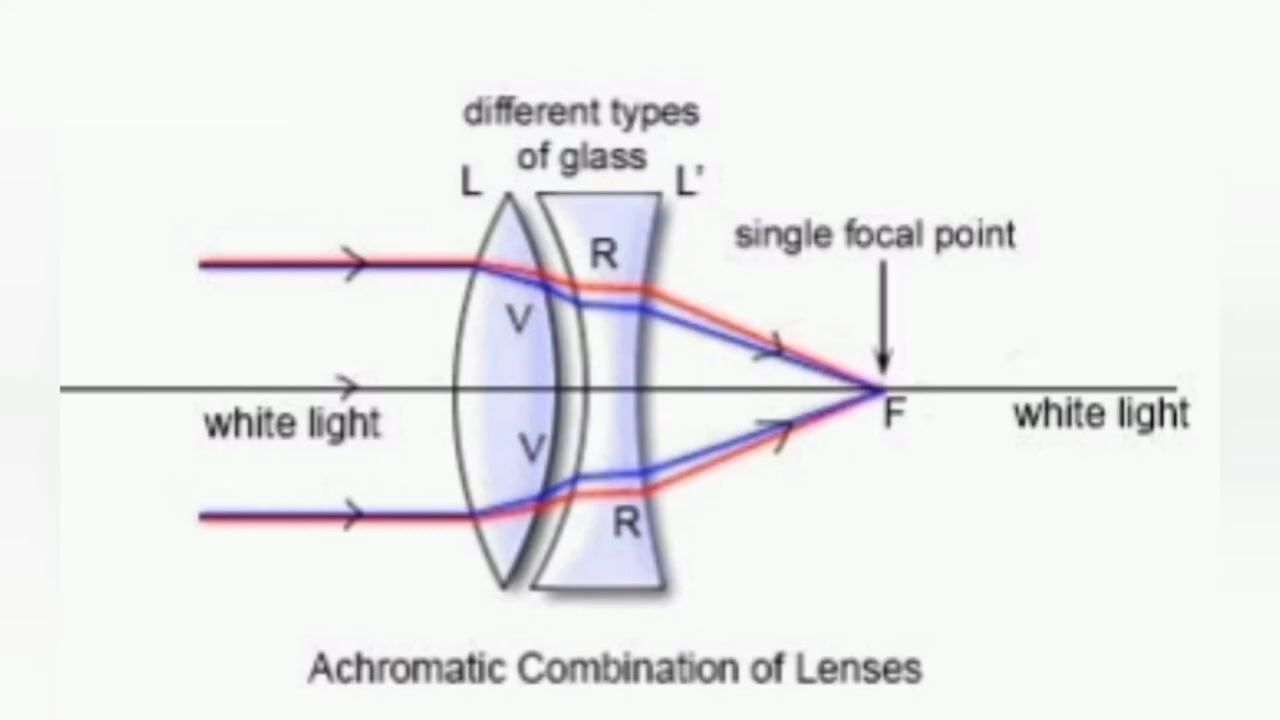 different types
of glass
L
L'
R
single focal point
V
white light
F
white light
V
R
Achromatic Combination of Lenses